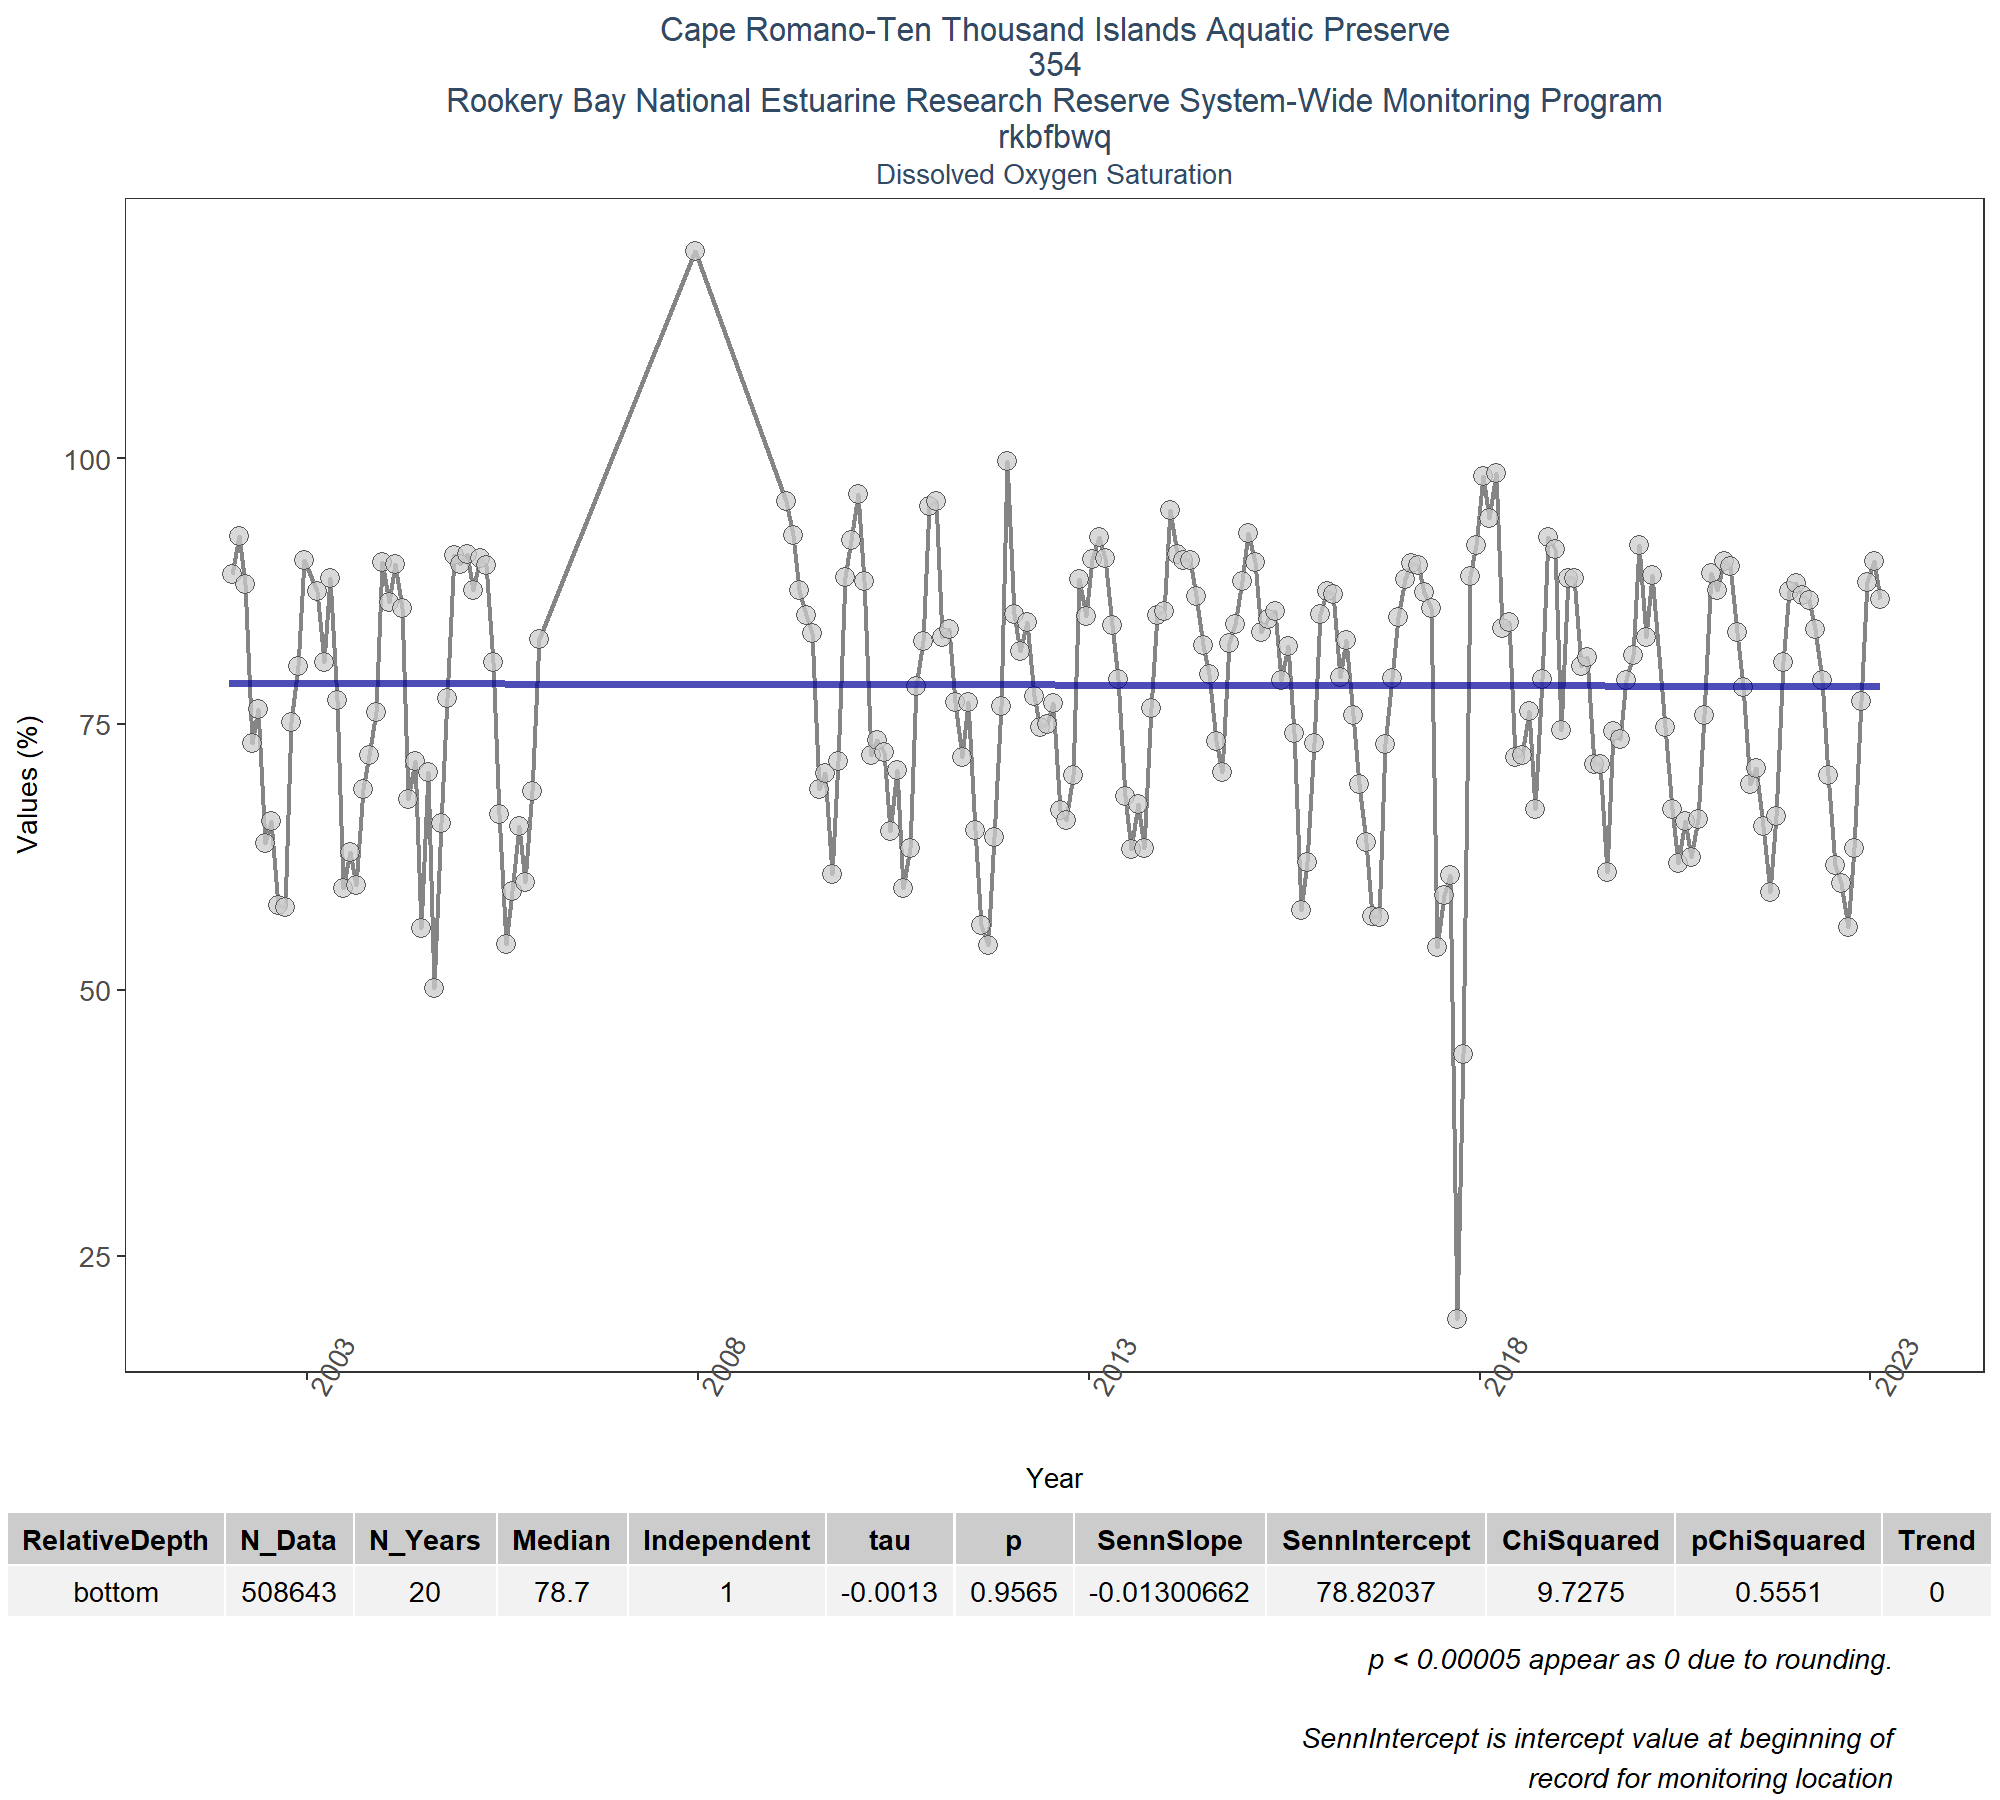 Cape Romano-Ten Thousand Islands Aquatic Preserve
354
Rookery Bay National Estuarine Research Reserve System-Wide Monitoring Program
rkbfbwq
Dissolved Oxygen Saturation
Values (%)
100
75
50
25
2003 2008 2013 2018 2023
Year
RelativeDepth N_Data N_Years Median Independent tau p SennSlope SennIntercept ChiSquared pChiSquared Trend
bottom 508643 20 78.7 1 -0.0013 0.9565 -0.01300662 78.82037 9.7275 0.5551 0
p < 0.00005 appear as 0 due to rounding.
SennIntercept is intercept value at beginning of
record for monitoring location